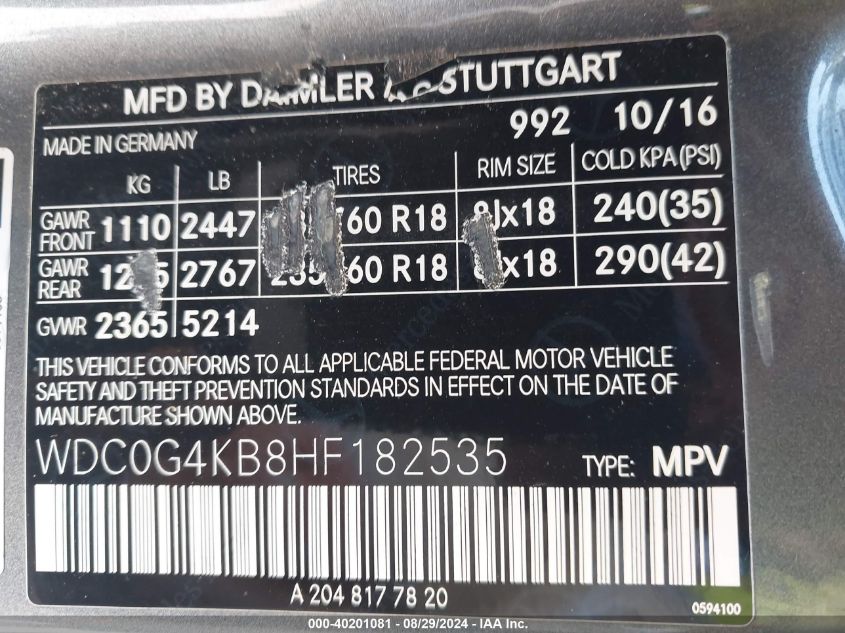 MFD BY DAIMLER AG STUTTGART
992 10/16
MADE IN GERMANY
KG LB TIRES RIM SIZE COLD KPA (PSI)
GAWR FRONT 1110 2447 60 R18 8Jx18 240(35)
GAWR REAR 2767 60 R18 x18 290(42)
GVWR 2365 5214
THIS VEHICLE CONFORMS TO ALL APPLICABLE FEDERAL MOTOR VEHICLE
SAFETY AND THEFT PREVENTION STANDARDS IN EFFECT ON THE DATE OF
MANUFACTURE SHOWN ABOVE.
WDC0G4KB8HF182535 TYPE: MPV
A 204 817 78 20
0594100
000-40201081 - 08/29/2024 - IAA Inc.